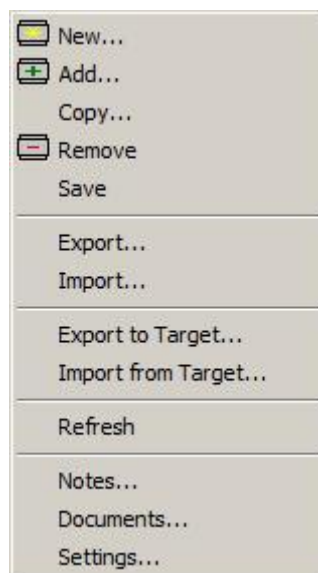 New...
Add...
Copy...
Remove
Save
Export...
Import...
Export to Target...
Import from Target...
Refresh
Notes...
Documents...
Settings...